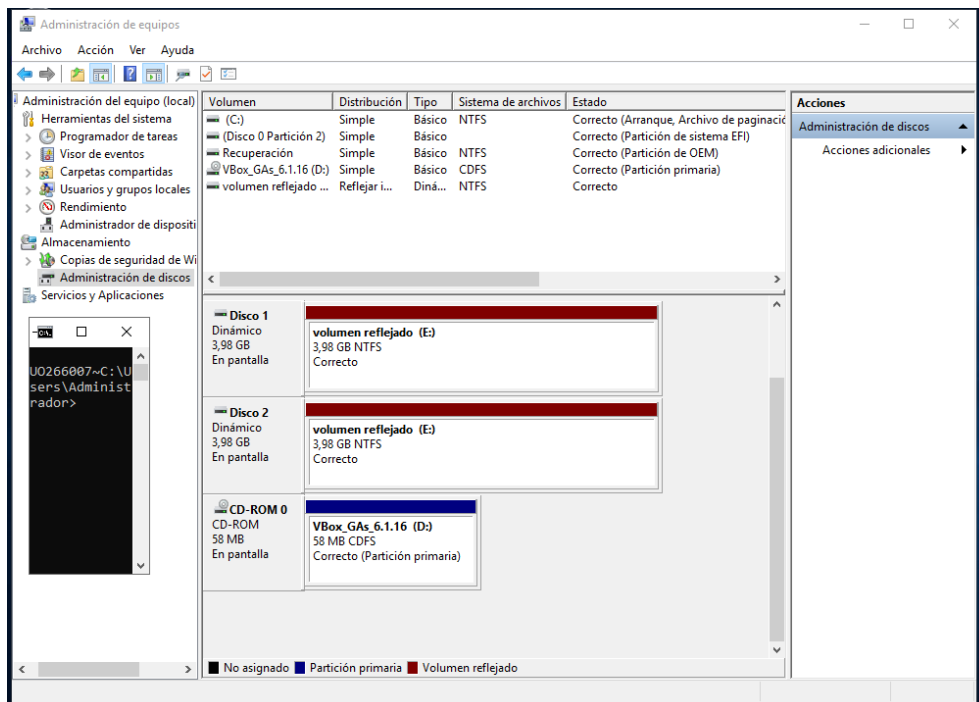 Administración de equipos
Archivo Acción Ver Ayuda
Administración del equipo (local)
Herramientas del sistema
Programador de tareas
Visor de eventos
Carpetas compartidas
Usuarios y grupos locales
Rendimiento
Administrador de dispositi
Almacenamiento
Copias de seguridad de Wi
Administración de discos
Servicios y Aplicaciones
Volumen Distribución Tipo Sistema de archivos Estado
(C:) Simple Básico NTFS Correcto (Arranque, Archivo de paginació
(Disco 0 Partición 2) Simple Básico Correcto (Partición de sistema EFI)
Recuperación Simple Básico NTFS Correcto (Partición de OEM)
VBox_GAs_6.1.16 (D:) Simple Básico CDFS Correcto (Partición primaria)
volumen reflejado ... Reflejar i... Diná... NTFS Correcto
Acciones
Administración de discos
Acciones adicionales
UO266007~C:\U
sers\Administ
rador>
Disco 1
Dinámico
3,98 GB
En pantalla
volumen reflejado (E:)
3,98 GB NTFS
Correcto
Disco 2
Dinámico
3,98 GB
En pantalla
volumen reflejado (E:)
3,98 GB NTFS
Correcto
CD-ROM 0
CD-ROM
58 MB
En pantalla
VBox_GAs_6.1.16 (D:)
58 MB CDFS
Correcto (Partición primaria)
No asignado Partición primaria Volumen reflejado